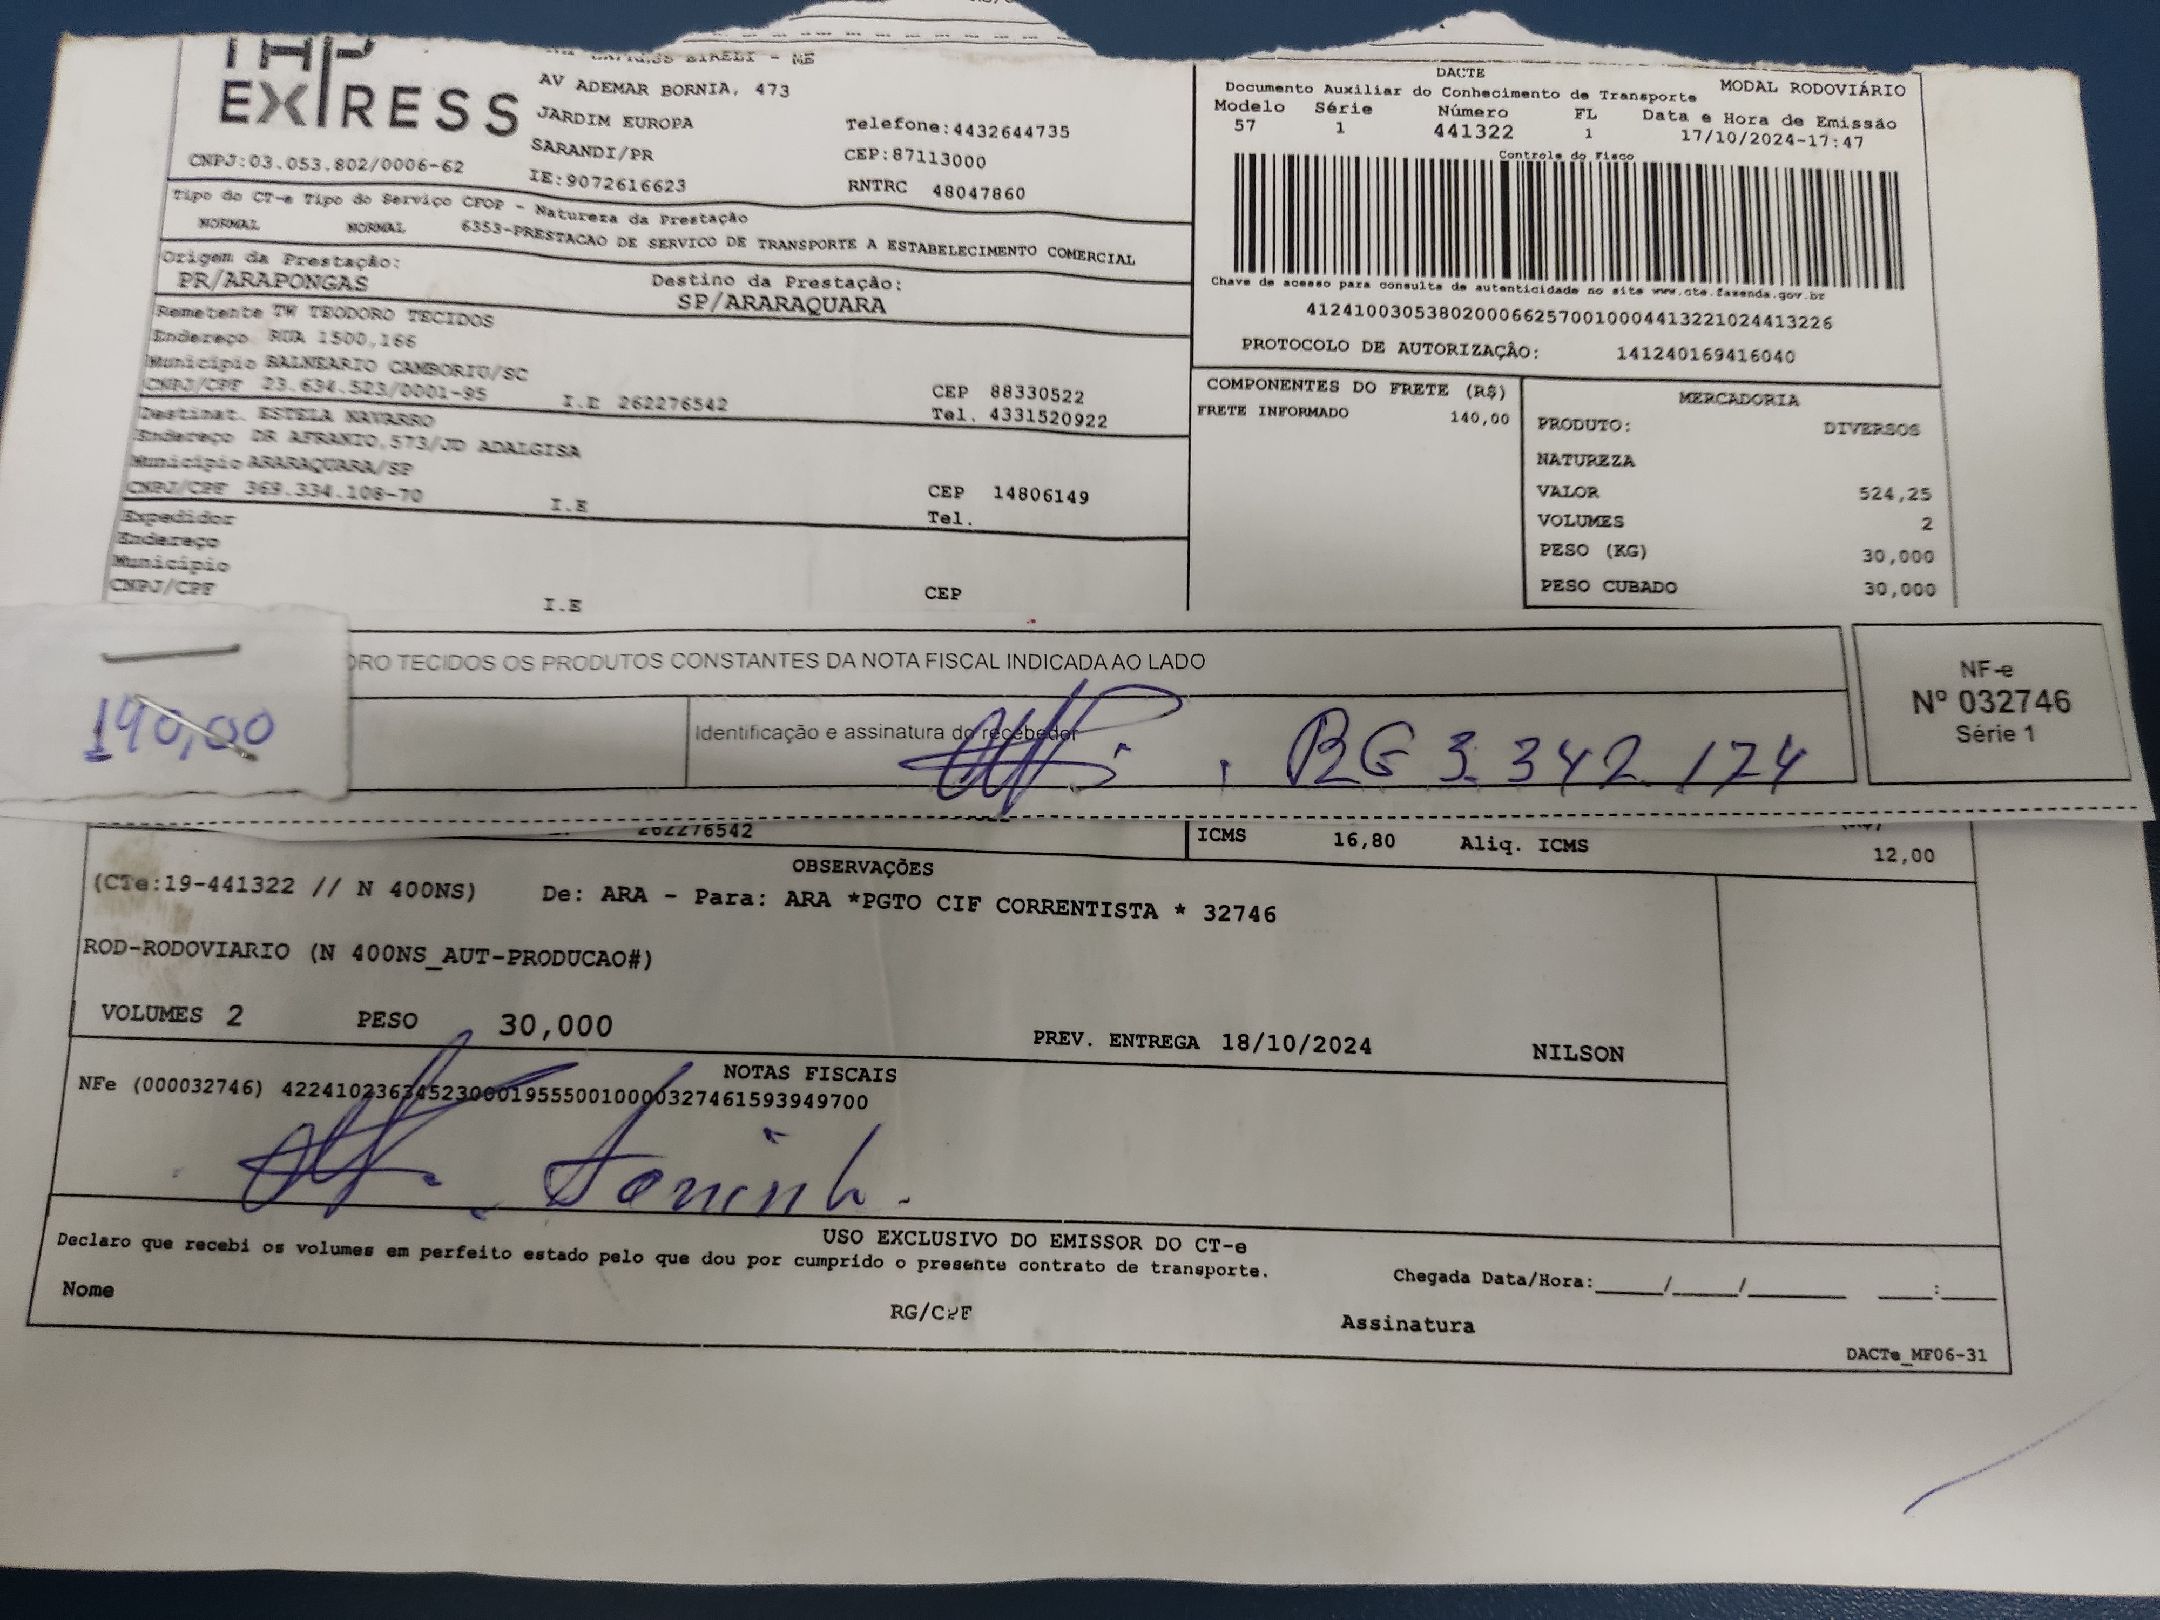 THP
EXPRESS
EXPRESS EIRELI - ME
AV ADEMAR BORNIA, 473
JARDIM EUROPA
SARANDI/PR
IE:9072616623
Telefone:4432644735
CEP:87113000
RNTRC 48047860
CNPJ:03.053.802/0006-62
DACTE
MODAL RODOVIÁRIO
Documento Auxiliar do Conhecimento de Transporte
Modelo Série Número FL Data e Hora de Emissão
57 1 441322 1 17/10/2024-17:47
Controle do Fisco
Chave de acesso para consulta de autenticidade no site www.cte.fazenda.gov.br
41241003053802000662570010004413221024413226
PROTOCOLO DE AUTORIZAÇÃO: 141240169416040
Tipo do CT-e Tipo do Serviço CFOP - Natureza da Prestação
NORMAL NORMAL 6353-PRESTACAO DE SERVICO DE TRANSPORTE A ESTABELECIMENTO COMERCIAL
Origem da Prestação: Destino da Prestação:
PR/ARAPONGAS SP/ARARAQUARA
Remetente TW TEODORO TECIDOS
Endereço RUA 1500,166
Município BALNEARIO CAMBORIU/SC CEP 88330522
CNPJ/CPF 23.634.523/0001-95 I.E 262276542 Tel. 4331520922
Destinat. ESTELA NAVARRO
Endereço DR AFRANIO,573/JD ADALGISA
Município ARARAQUARA/SP CEP 14806149
CNPJ/CPF 369.334.108-70 I.E Tel.
Expedidor
Endereço
Município CEP
CNPJ/CPF I.E
COMPONENTES DO FRETE (R$)
FRETE INFORMADO 140,00
MERCADORIA
PRODUTO: DIVERSOS
NATUREZA
VALOR 524,25
VOLUMES 2
PESO (KG) 30,000
PESO CUBADO 30,000
ORO TECIDOS OS PRODUTOS CONSTANTES DA NOTA FISCAL INDICADA AO LADO
140,00
Identificação e assinatura do recebedor
RG 3.342.174
NF-e
Nº 032746
Série 1
262276542
ICMS 16,80 Aliq. ICMS 12,00
OBSERVAÇÕES
(CTe:19-441322 // N 400NS) De: ARA - Para: ARA *PGTO CIF CORRENTISTA * 32746
ROD-RODOVIARIO (N 400NS_AUT-PRODUCAO#)
VOLUMES 2 PESO 30,000 PREV. ENTREGA 18/10/2024 NILSON
NOTAS FISCAIS
NFe (000032746) 42241023634523000195550010000327461593949700
USO EXCLUSIVO DO EMISSOR DO CT-e
Declaro que recebi os volumes em perfeito estado pelo que dou por cumprido o presente contrato de transporte.
Chegada Data/Hora:_____/_____/_______ ____:____
Nome RG/CPF Assinatura
DACTe_MF06-31